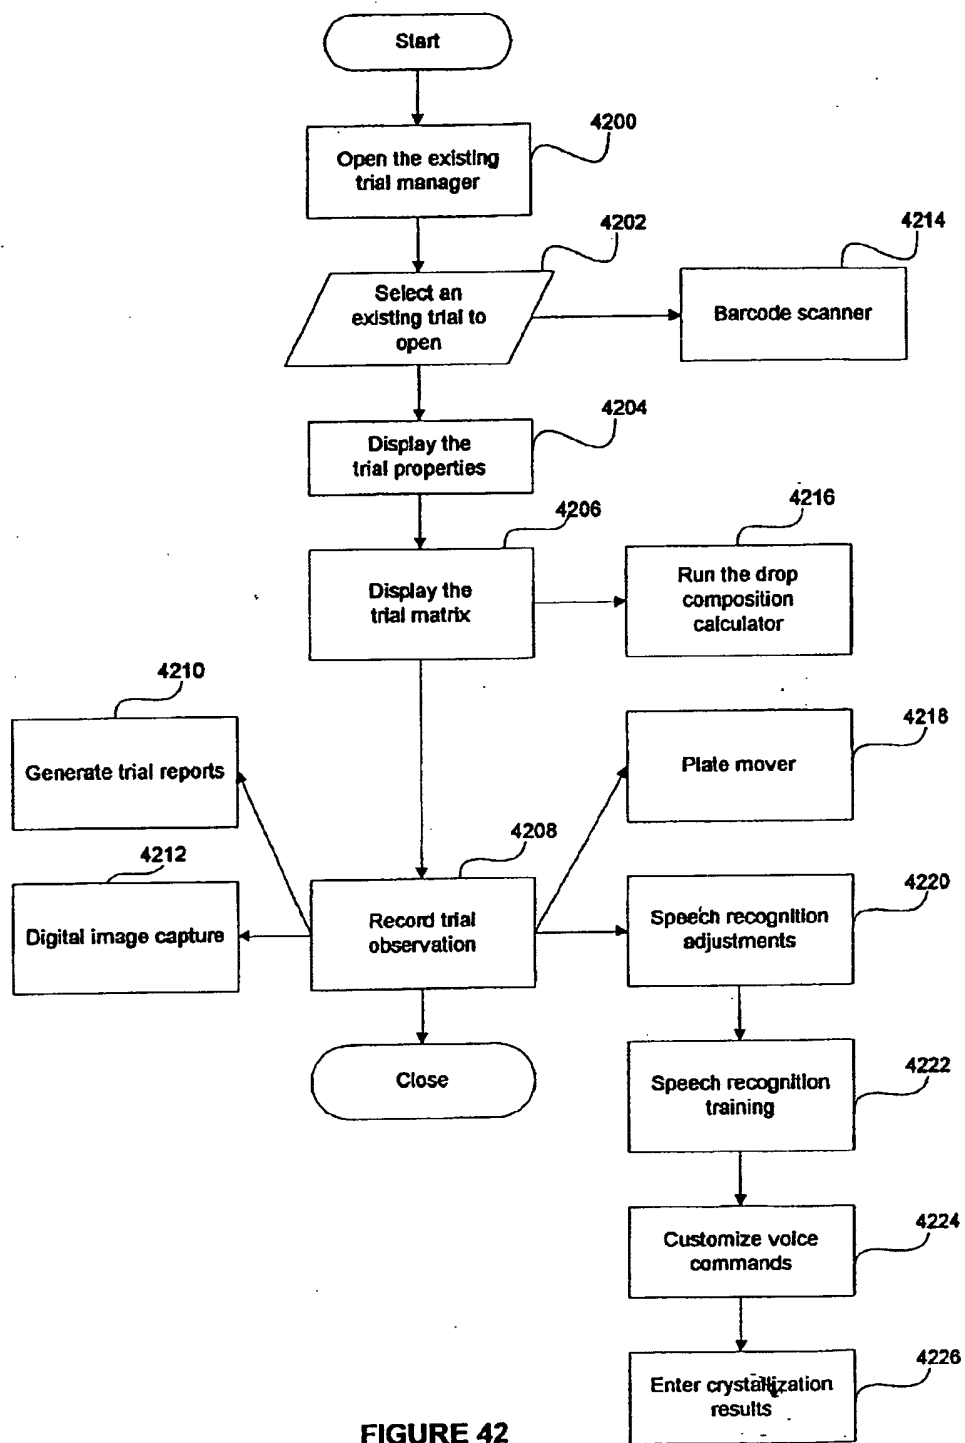 Start
4200
Open the existing
trial manager
4202
4214
Select an
existing trial to
open
Barcode scanner
4204
Display the
trial properties
4206
4216
Display the
trial matrix
Run the drop
composition
calculator
4210
4218
Generate trial reports
Plate mover
4208
4212
4220
Digital image capture
Record trial
observation
Speech recognition
adjustments
Close
4222
Speech recognition
training
4224
Customize voice
commands
4226
Enter crystallization
results
FIGURE 42